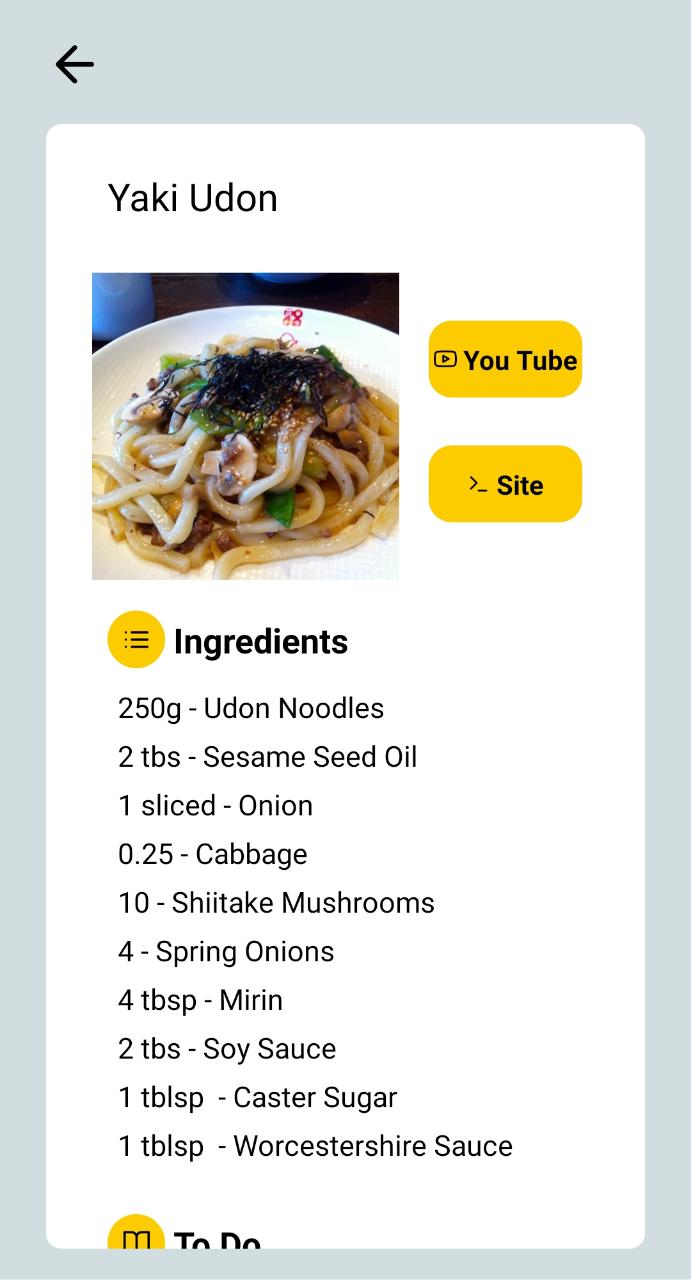 Yaki Udon
You Tube
Site
Ingredients
250g - Udon Noodles
2 tbs - Sesame Seed Oil
1 sliced - Onion
0.25 - Cabbage
10 - Shiitake Mushrooms
4 - Spring Onions
4 tbsp - Mirin
2 tbs - Soy Sauce
1 tblsp  - Caster Sugar
1 tblsp  - Worcestershire Sauce
To Do